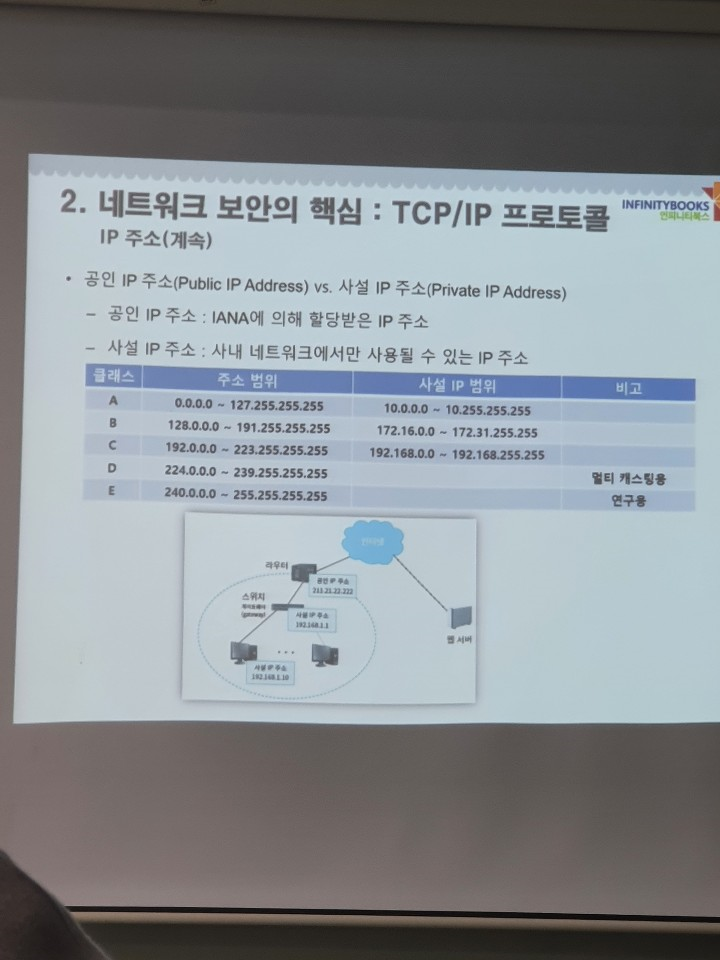 2. 네트워크 보안의 핵심 : TCP/IP 프로토콜
INFINITYBOOKS
인피니티북스
IP 주소(계속)
• 공인 IP 주소(Public IP Address) vs. 사설 IP 주소(Private IP Address)
– 공인 IP 주소 : IANA에 의해 할당받은 IP 주소
– 사설 IP 주소 : 사내 네트워크에서만 사용될 수 있는 IP 주소
클래스 주소 범위 사설 IP 범위 비고
A 0.0.0.0 ~ 127.255.255.255 10.0.0.0 ~ 10.255.255.255
B 128.0.0.0 ~ 191.255.255.255 172.16.0.0 ~ 172.31.255.255
C 192.0.0.0 ~ 223.255.255.255 192.168.0.0 ~ 192.168.255.255
D 224.0.0.0 ~ 239.255.255.255 멀티 캐스팅용
E 240.0.0.0 ~ 255.255.255.255 연구용
인터넷
라우터
공인 IP 주소
211.21.22.222
스위치
(gateway)
사설 IP 주소
192.168.1.1
웹 서버
...
사설 IP 주소
192.168.1.10